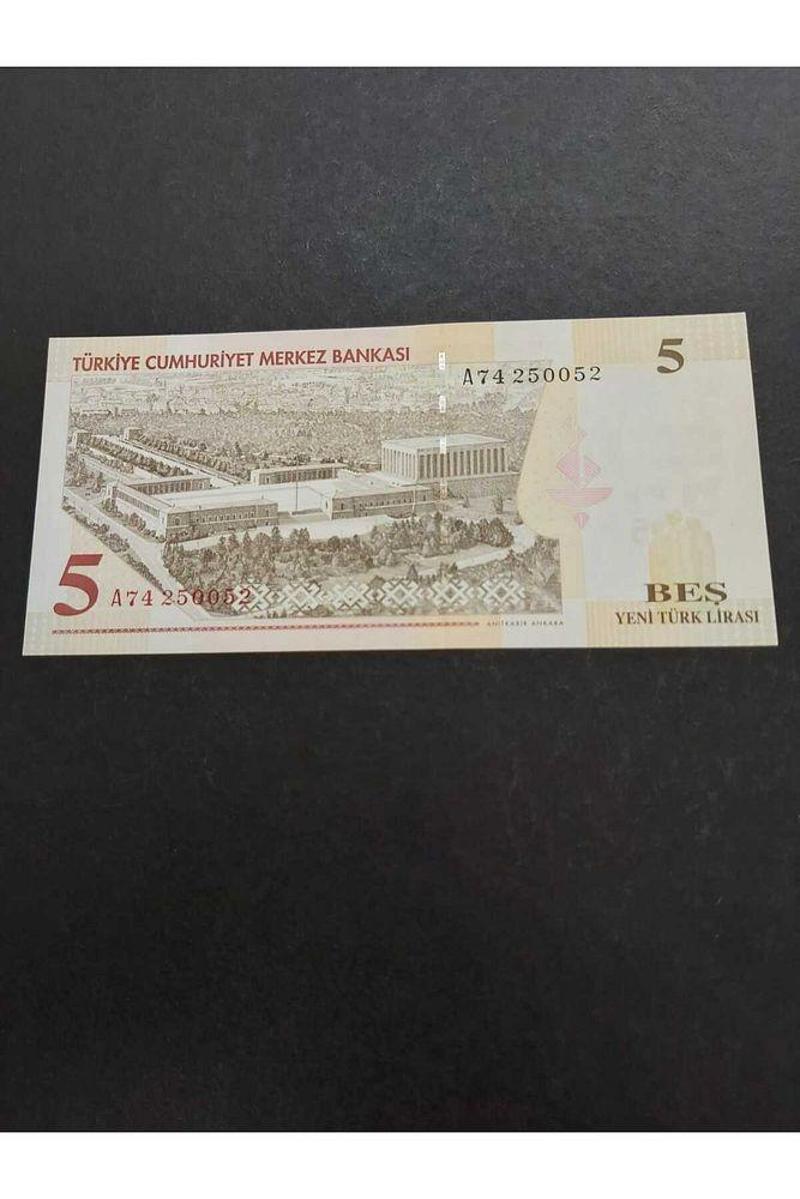 TÜRKİYE CUMHURİYET MERKEZ BANKASI
5
A74 250052
5
A74 250052
BEŞ
YENİ TÜRK LİRASI
ANITKABİR ANKARA